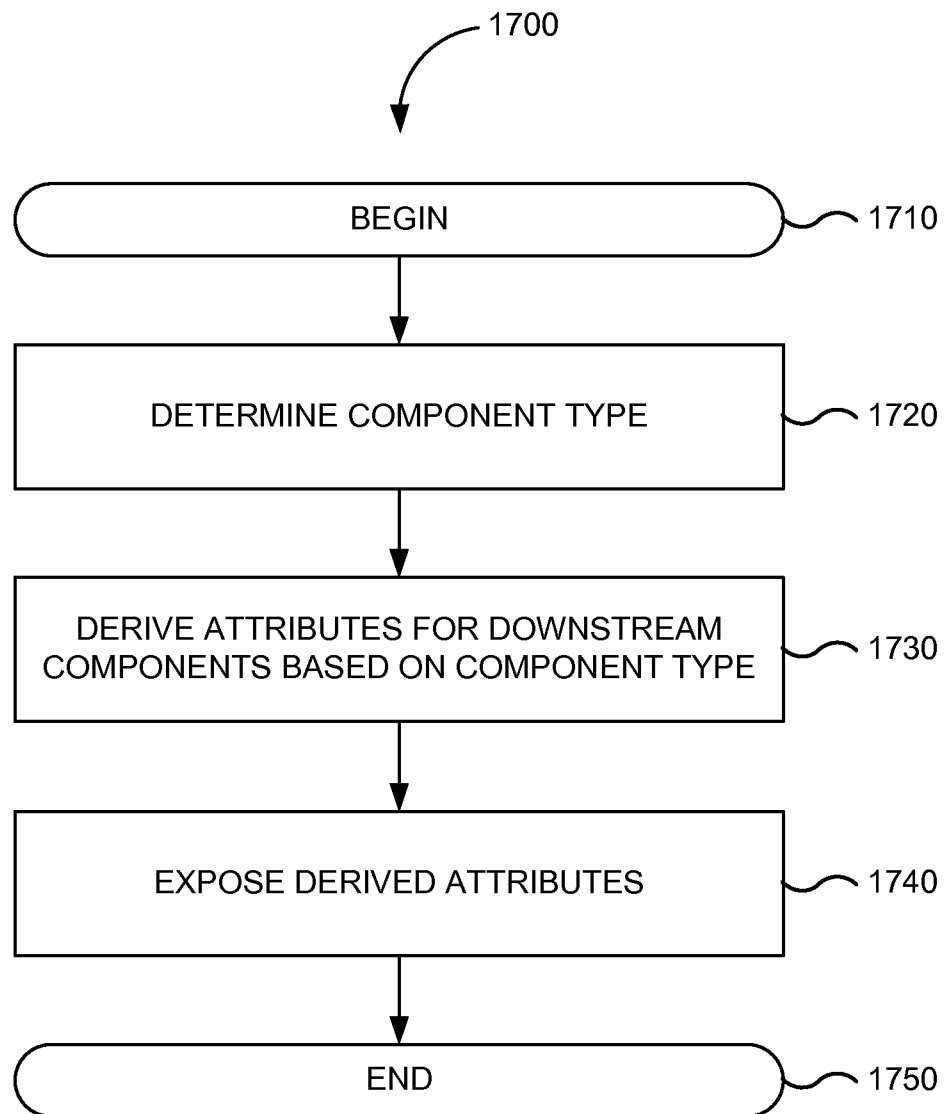 1700
BEGIN
1710
DETERMINE COMPONENT TYPE
1720
DERIVE ATTRIBUTES FOR DOWNSTREAM
COMPONENTS BASED ON COMPONENT TYPE
1730
EXPOSE DERIVED ATTRIBUTES
1740
END
1750